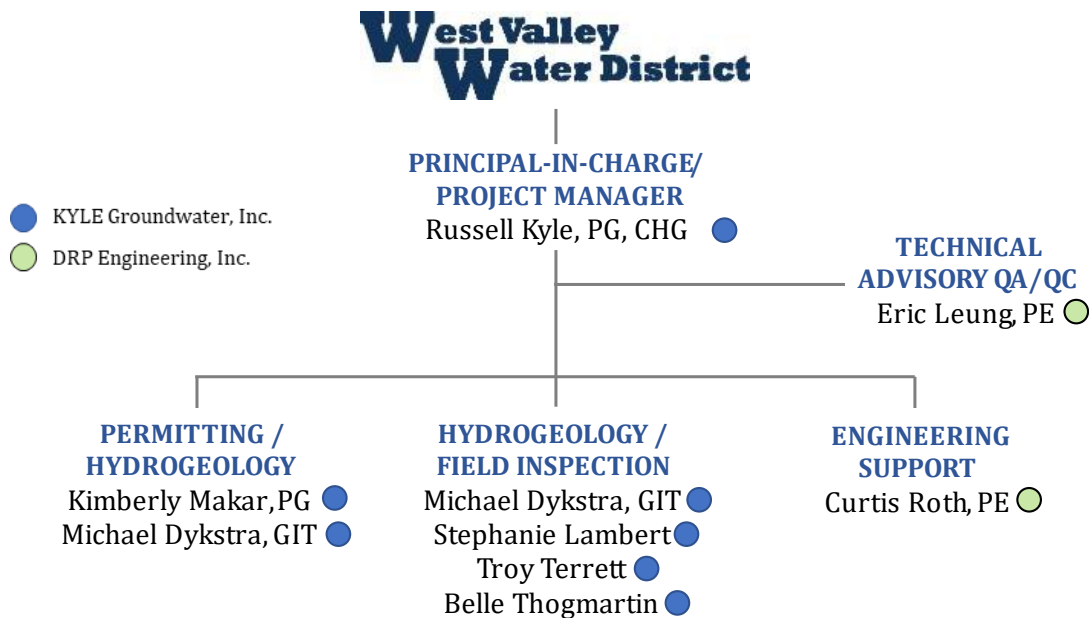 West Valley
Water District
PRINCIPAL-IN-CHARGE/
PROJECT MANAGER
Russell Kyle, PG, CHG
KYLE Groundwater, Inc.
DRP Engineering, Inc.
TECHNICAL
ADVISORY QA/QC
Eric Leung, PE
PERMITTING /
HYDROGEOLOGY
Kimberly Makar, PG
Michael Dykstra, GIT
HYDROGEOLOGY /
FIELD INSPECTION
Michael Dykstra, GIT
Stephanie Lambert
Troy Terrett
Belle Thogmartin
ENGINEERING
SUPPORT
Curtis Roth, PE